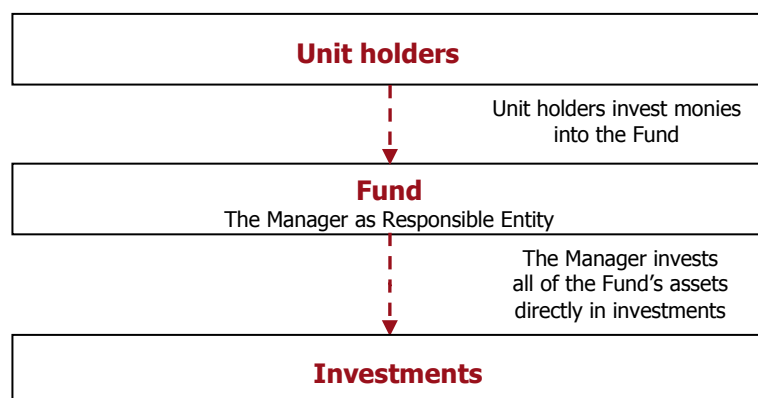 Unit holders
Unit holders invest monies
into the Fund
Fund
The Manager as Responsible Entity
The Manager invests
all of the Fund’s assets
directly in investments
Investments